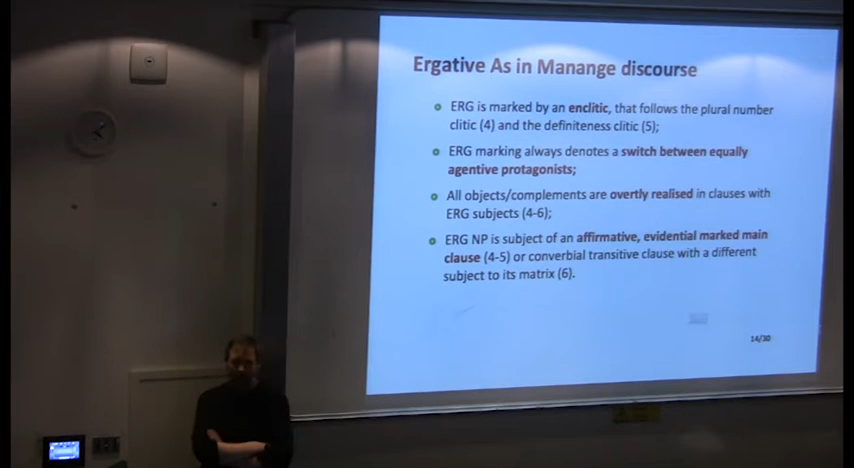 Ergative As in Manange discourse
ERG is marked by an enclitic, that follows the plural number
clitic (4) and the definiteness clitic (5);
ERG marking always denotes a switch between equally
agentive protagonists;
All objects/complements are overtly realised in clauses with
ERG subjects (4-6);
ERG NP is subject of an affirmative, evidential marked main
clause (4-5) or converbial transitive clause with a different
subject to its matrix (6).
14/30